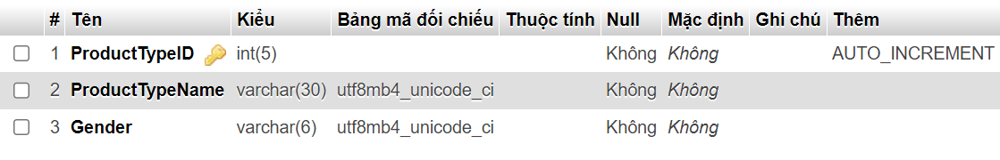 # Tên Kiểu Bảng mã đối chiếu Thuộc tính Null Mặc định Ghi chú Thêm
1 ProductTypeID int(5) Không Không AUTO_INCREMENT
2 ProductTypeName varchar(30) utf8mb4_unicode_ci Không Không
3 Gender varchar(6) utf8mb4_unicode_ci Không Không